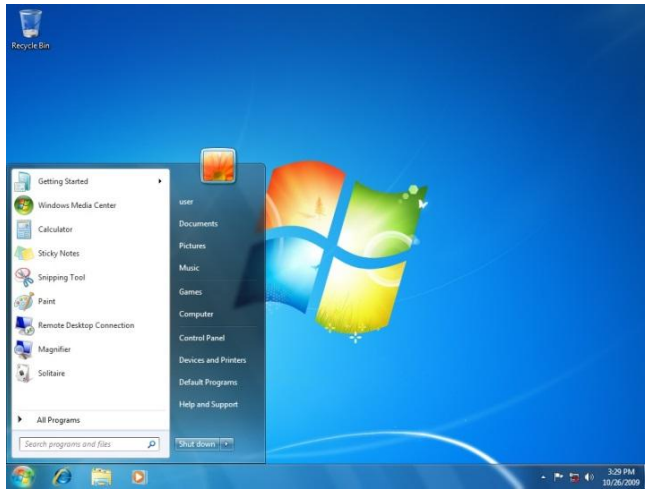 Recycle Bin
Getting Started
Windows Media Center
Calculator
Sticky Notes
Snipping Tool
Paint
Remote Desktop Connection
Magnifier
Solitaire
All Programs
Search programs and files
user
Documents
Pictures
Music
Games
Computer
Control Panel
Devices and Printers
Default Programs
Help and Support
Shut down
3:29 PM
10/26/2009